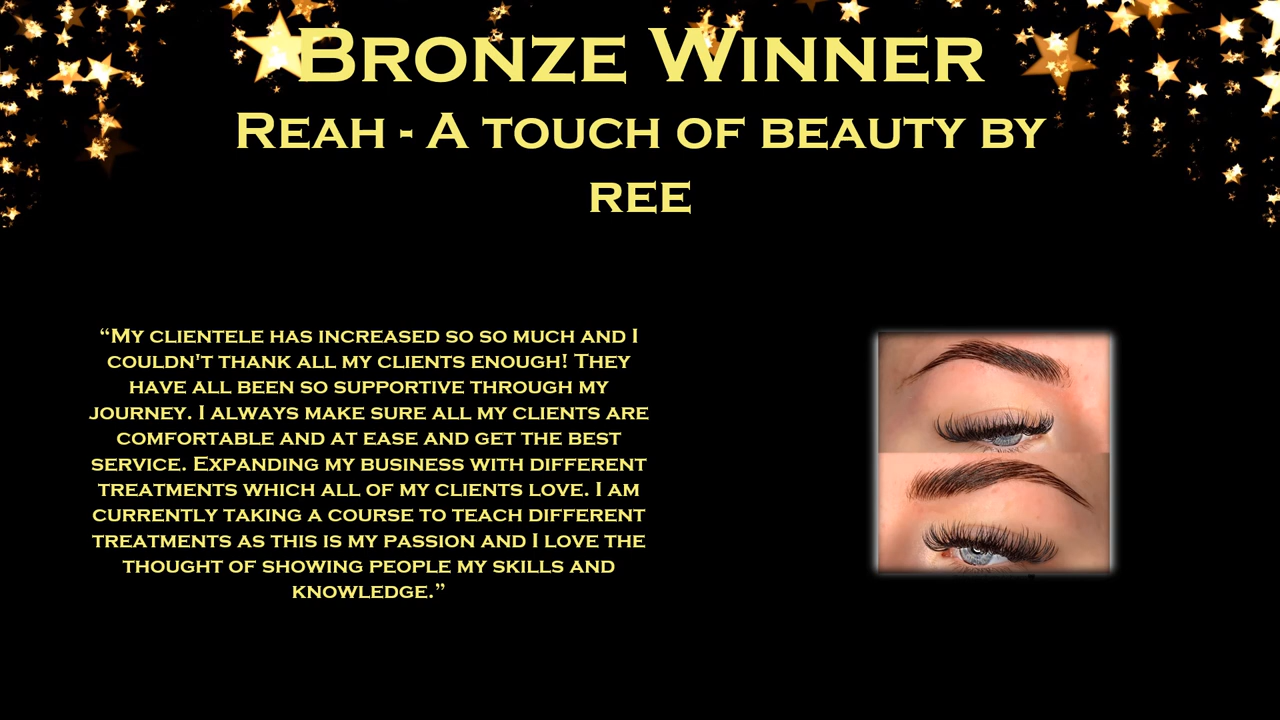 Bronze Winner
Reah - A touch of beauty by
ree
“My clientele has increased so so much and I
couldn't thank all my clients enough! They
have all been so supportive through my
journey. I always make sure all my clients are
comfortable and at ease and get the best
service. Expanding my business with different
treatments which all of my clients love. I am
currently taking a course to teach different
treatments as this is my passion and I love the
thought of showing people my skills and
knowledge.”